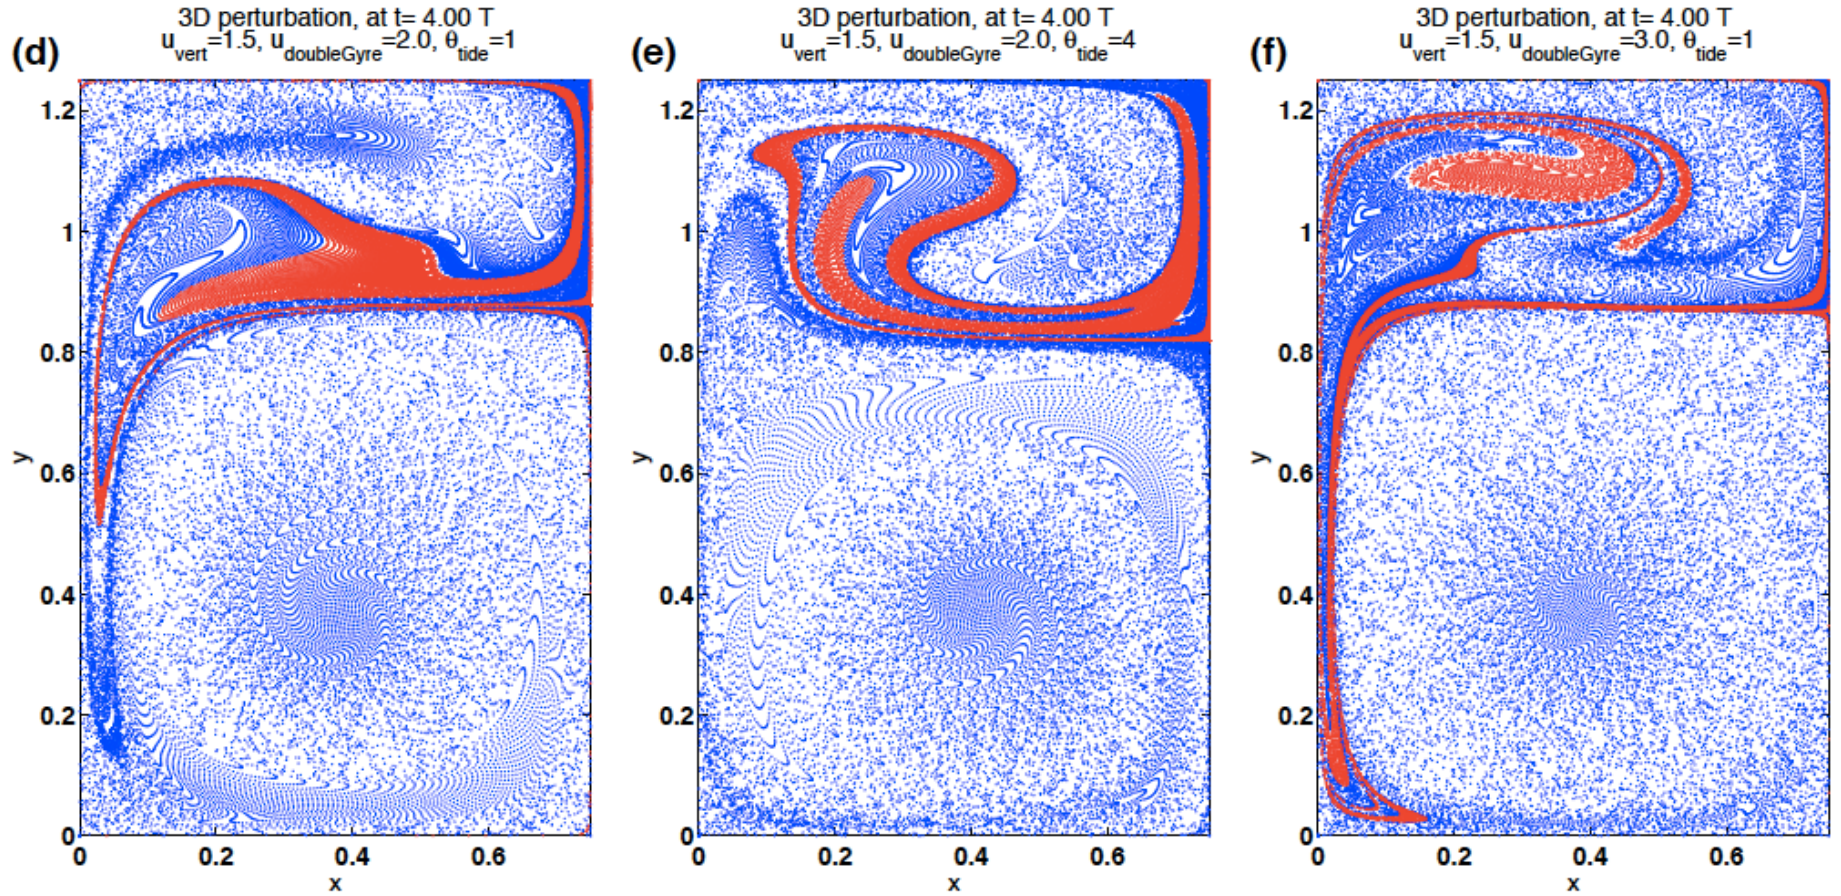 (d)
3D perturbation, at t= 4.00 T
u_vert=1.5, u_doubleGyre=2.0, θ_tide=1
1.2
1
0.8
0.6
0.4
0.2
0
y
0 0.2 0.4 0.6
x
(e)
3D perturbation, at t= 4.00 T
u_vert=1.5, u_doubleGyre=2.0, θ_tide=4
1.2
1
0.8
0.6
0.4
0.2
0
y
0 0.2 0.4 0.6
x
(f)
3D perturbation, at t= 4.00 T
u_vert=1.5, u_doubleGyre=3.0, θ_tide=1
1.2
1
0.8
0.6
0.4
0.2
0
y
0 0.2 0.4 0.6
x